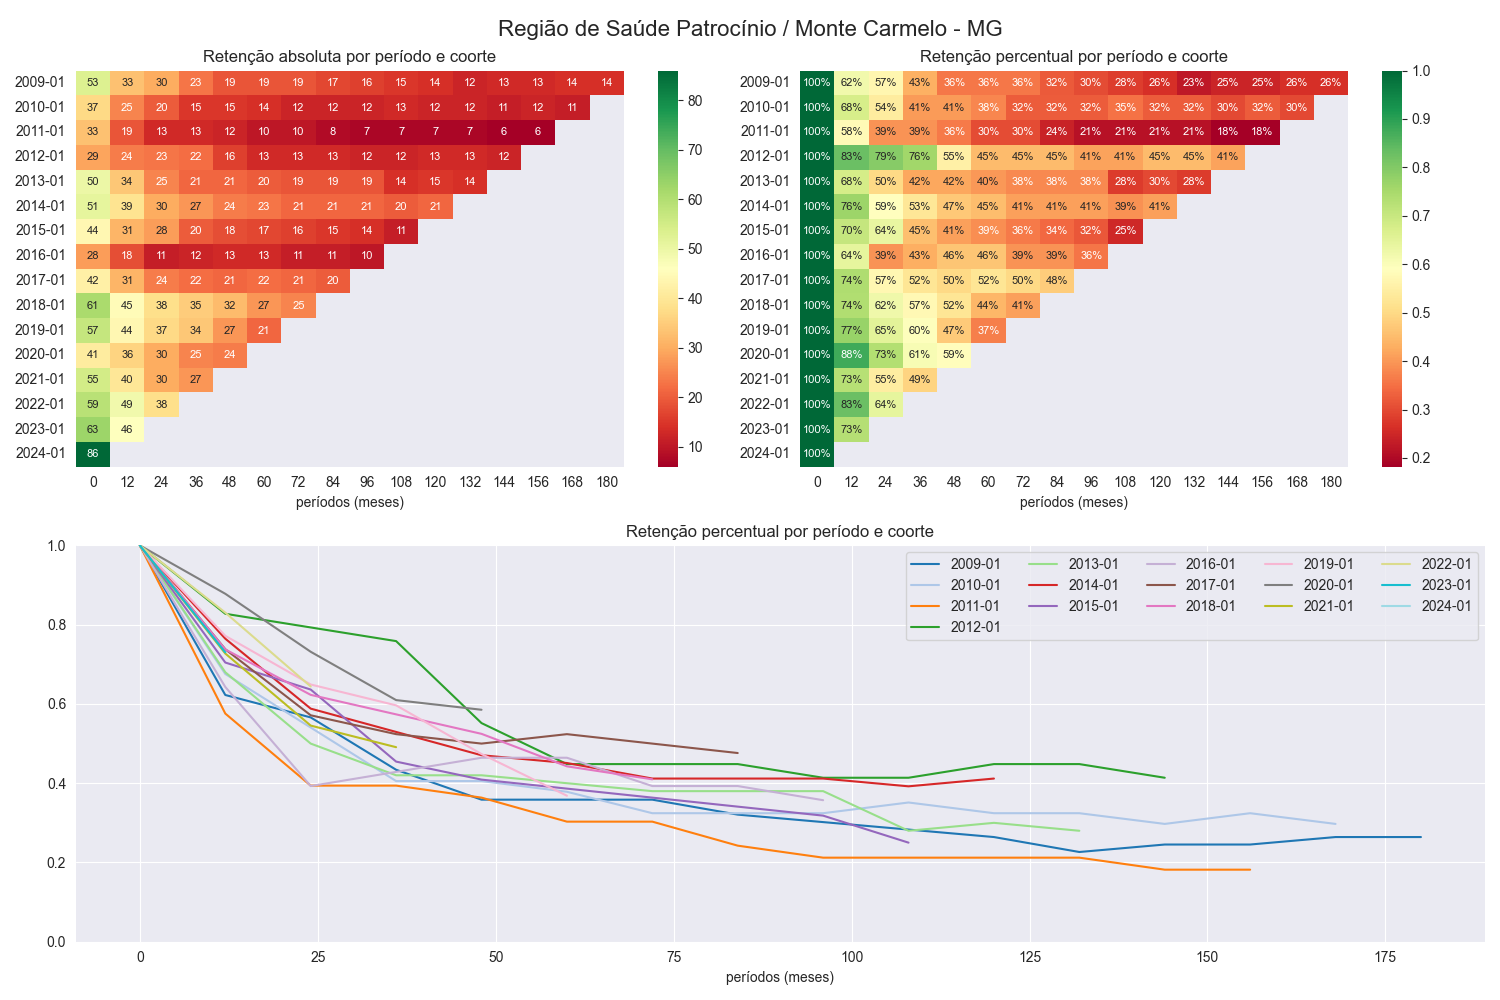 Região de Saúde Patrocínio / Monte Carmelo - MG
Retenção absoluta por período e coorte
2009-01 53 33 30 23 19 19 19 17 16 15 14 12 13 13 14 14
2010-01 37 25 20 15 15 14 12 12 12 13 12 12 11 12 11
2011-01 33 19 13 13 12 10 10 8 7 7 7 7 6 6
2012-01 29 24 23 22 16 13 13 13 12 12 13 13 12
2013-01 50 34 25 21 21 20 19 19 19 14 15 14
2014-01 51 39 30 27 24 23 21 21 21 20 21
2015-01 44 31 28 20 18 17 16 15 14 11
2016-01 28 18 11 12 13 13 11 11 10
2017-01 42 31 24 22 21 22 21 20
2018-01 61 45 38 35 32 27 25
2019-01 57 44 37 34 27 21
2020-01 41 36 30 25 24
2021-01 55 40 30 27
2022-01 59 49 38
2023-01 63 46
2024-01 86
0 12 24 36 48 60 72 84 96 108 120 132 144 156 168 180
períodos (meses)
80
70
60
50
40
30
20
10
Retenção percentual por período e coorte
2009-01 100% 62% 57% 43% 36% 36% 36% 32% 30% 28% 26% 23% 25% 25% 26% 26%
2010-01 100% 68% 54% 41% 41% 38% 32% 32% 32% 35% 32% 32% 30% 32% 30%
2011-01 100% 58% 39% 39% 36% 30% 30% 24% 21% 21% 21% 21% 18% 18%
2012-01 100% 83% 79% 76% 55% 45% 45% 45% 41% 41% 45% 45% 41%
2013-01 100% 68% 50% 42% 42% 40% 38% 38% 38% 28% 30% 28%
2014-01 100% 76% 59% 53% 47% 45% 41% 41% 41% 39% 41%
2015-01 100% 70% 64% 45% 41% 39% 36% 34% 32% 25%
2016-01 100% 64% 39% 43% 46% 46% 39% 39% 36%
2017-01 100% 74% 57% 52% 50% 52% 50% 48%
2018-01 100% 74% 62% 57% 52% 44% 41%
2019-01 100% 77% 65% 60% 47% 37%
2020-01 100% 88% 73% 61% 59%
2021-01 100% 73% 55% 49%
2022-01 100% 83% 64%
2023-01 100% 73%
2024-01 100%
0 12 24 36 48 60 72 84 96 108 120 132 144 156 168 180
períodos (meses)
1.0
0.9
0.8
0.7
0.6
0.5
0.4
0.3
0.2
Retenção percentual por período e coorte
1.0
0.8
0.6
0.4
0.2
0.0
2009-01 2013-01 2016-01 2019-01 2022-01
2010-01 2014-01 2017-01 2020-01 2023-01
2011-01 2015-01 2018-01 2021-01 2024-01
2012-01
0 25 50 75 100 125 150 175
períodos (meses)